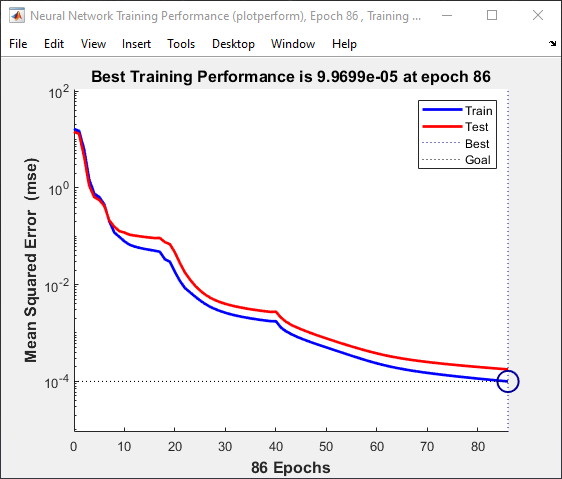 Neural Network Training Performance (plotperform), Epoch 86 , Training ...
File Edit View Insert Tools Desktop Window Help
Best Training Performance is 9.9699e-05 at epoch 86
10^2
10^0
10^-2
10^-4
Mean Squared Error (mse)
Train
Test
Best
Goal
0 10 20 30 40 50 60 70 80
86 Epochs